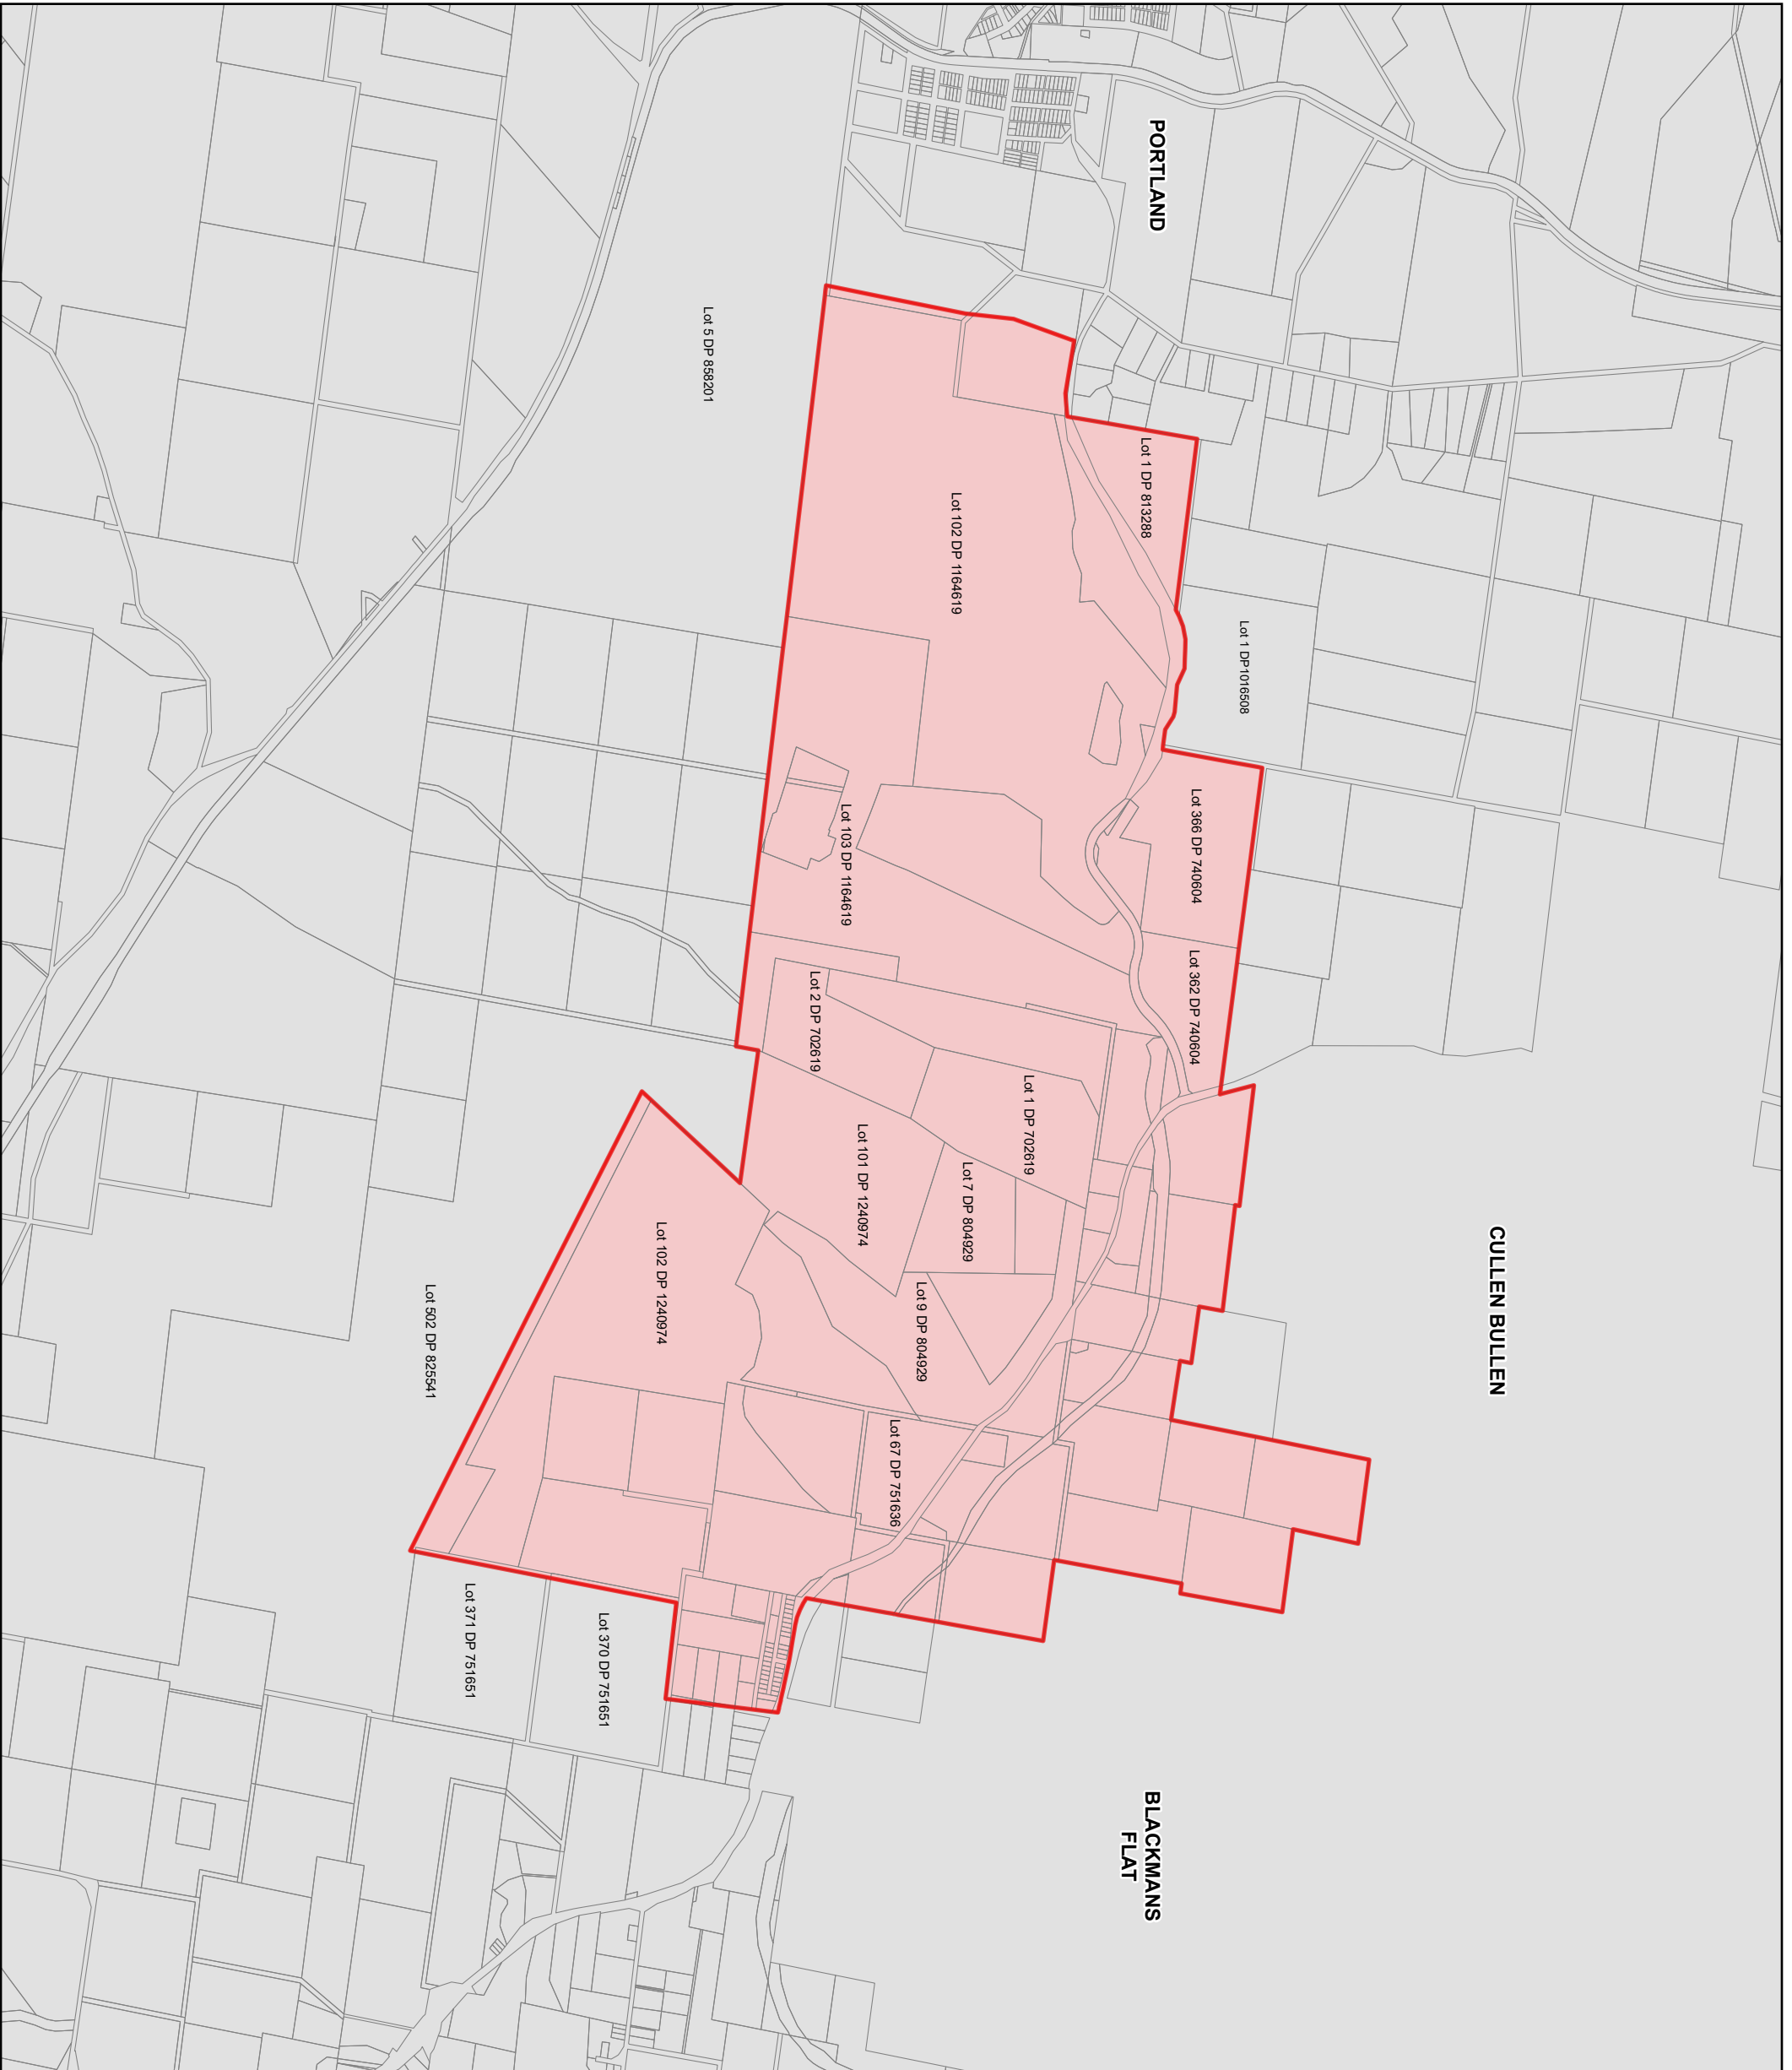 CULLEN BULLEN
Lot 1 DP1016508
Lot 366 DP 740604
Lot 362 DP 740604
PORTLAND
BLACKMANS
FLAT
Lot 1 DP 813288
Lot 1 DP 702619
Lot 7 DP 804929
Lot 102 DP 1164619
Lot 9 DP 804929
Lot 67 DP 751636
Lot 101 DP 1240974
Lot 103 DP 1164619
Lot 2 DP 702619
Lot 5 DP 858201
Lot 102 DP 1240974
Lot 370 DP 751651
Lot 371 DP 751651
Lot 502 DP 825541